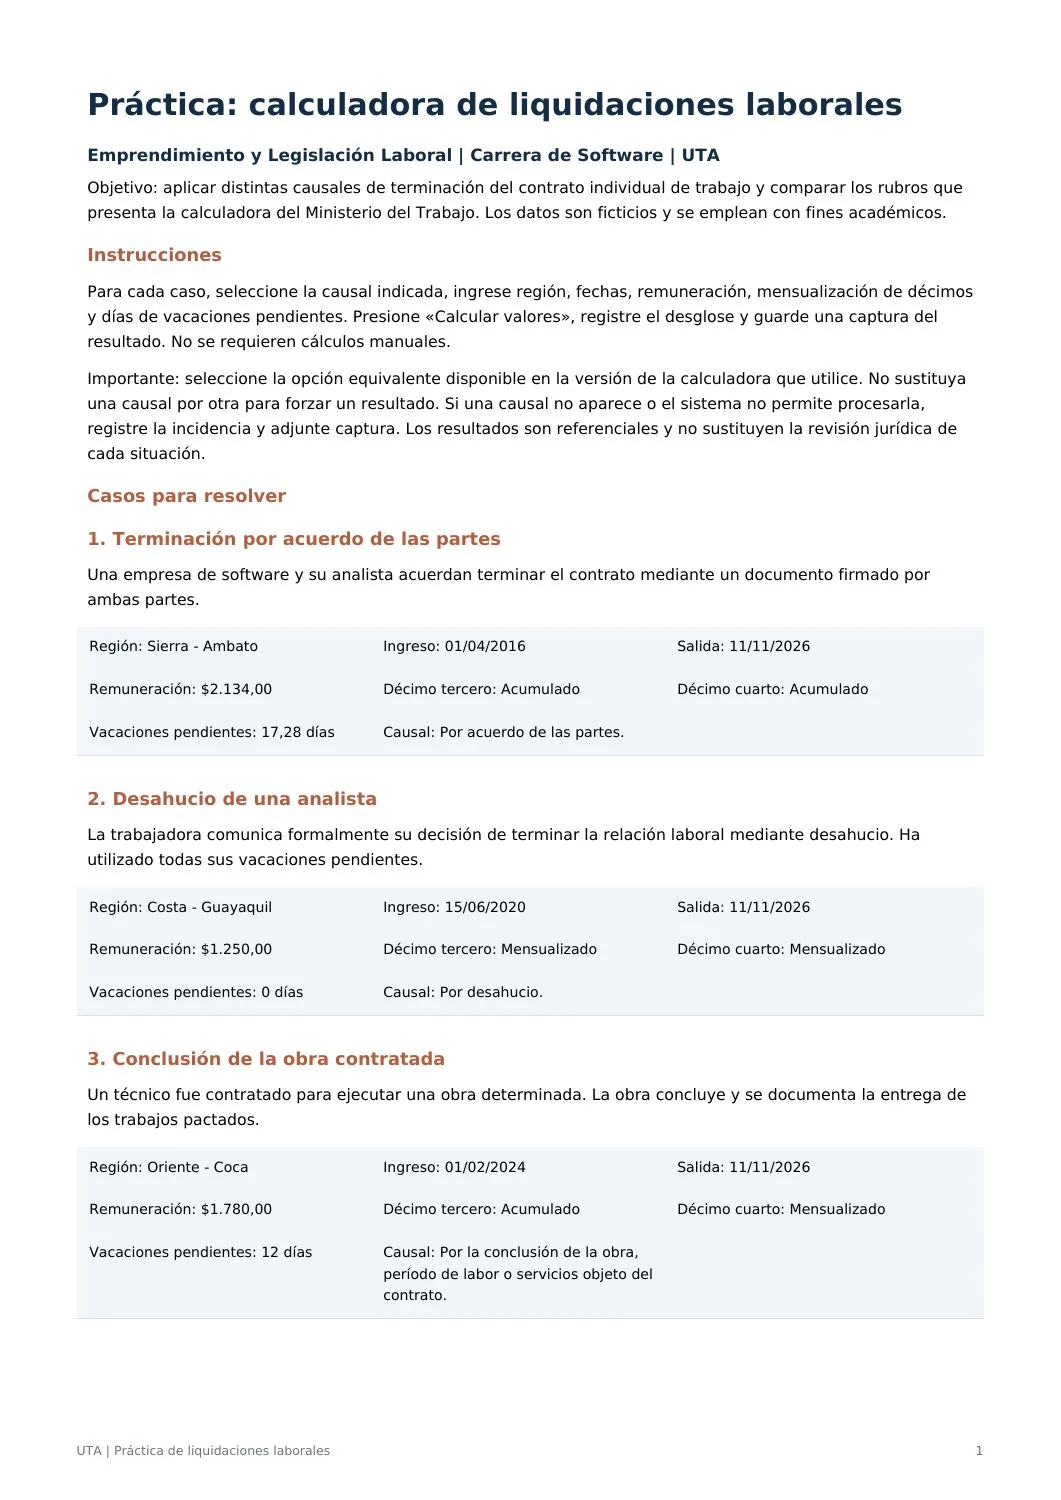 Práctica: calculadora de liquidaciones laborales
Emprendimiento y Legislación Laboral | Carrera de Software | UTA
Objetivo: aplicar distintas causales de terminación del contrato individual de trabajo y comparar los rubros que
presenta la calculadora del Ministerio del Trabajo. Los datos son ficticios y se emplean con fines académicos.
Instrucciones
Para cada caso, seleccione la causal indicada, ingrese región, fechas, remuneración, mensualización de décimos
y días de vacaciones pendientes. Presione «Calcular valores», registre el desglose y guarde una captura del
resultado. No se requieren cálculos manuales.
Importante: seleccione la opción equivalente disponible en la versión de la calculadora que utilice. No sustituya
una causal por otra para forzar un resultado. Si una causal no aparece o el sistema no permite procesarla,
registre la incidencia y adjunte captura. Los resultados son referenciales y no sustituyen la revisión jurídica de
cada situación.
Casos para resolver
1. Terminación por acuerdo de las partes
Una empresa de software y su analista acuerdan terminar el contrato mediante un documento firmado por
ambas partes.
Región: Sierra - Ambato Ingreso: 01/04/2016 Salida: 11/11/2026
Remuneración: $2.134,00 Décimo tercero: Acumulado Décimo cuarto: Acumulado
Vacaciones pendientes: 17,28 días Causal: Por acuerdo de las partes.
2. Desahucio de una analista
La trabajadora comunica formalmente su decisión de terminar la relación laboral mediante desahucio. Ha
utilizado todas sus vacaciones pendientes.
Región: Costa - Guayaquil Ingreso: 15/06/2020 Salida: 11/11/2026
Remuneración: $1.250,00 Décimo tercero: Mensualizado Décimo cuarto: Mensualizado
Vacaciones pendientes: 0 días Causal: Por desahucio.
3. Conclusión de la obra contratada
Un técnico fue contratado para ejecutar una obra determinada. La obra concluye y se documenta la entrega de
los trabajos pactados.
Región: Oriente - Coca Ingreso: 01/02/2024 Salida: 11/11/2026
Remuneración: $1.780,00 Décimo tercero: Acumulado Décimo cuarto: Mensualizado
Vacaciones pendientes: 12 días Causal: Por la conclusión de la obra,
período de labor o servicios objeto del
contrato.
UTA | Práctica de liquidaciones laborales 1